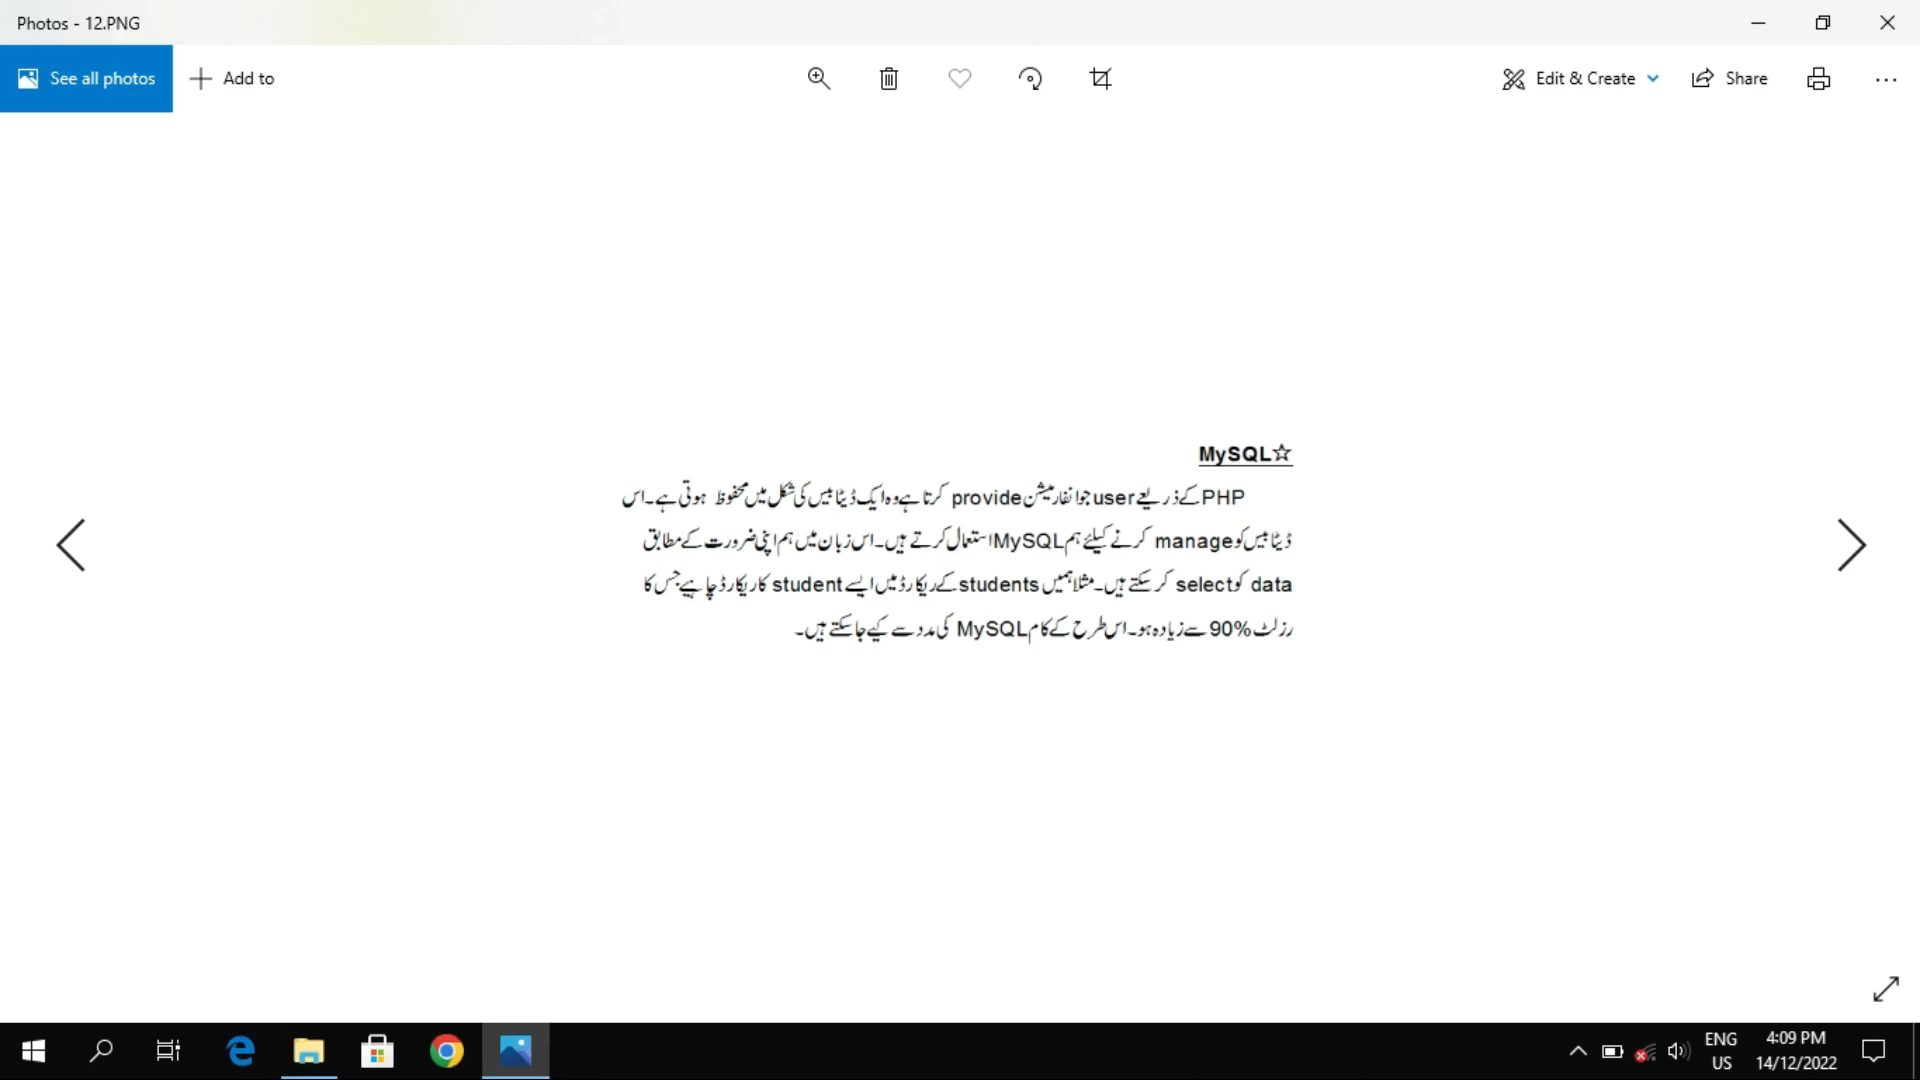 Photos - 12.PNG
See all photos
Add to
Edit & Create
Share
☆MySQL
PHP کے ذریعے user جو انفارمیشن provide کرتا ہے وہ ایک ڈیٹابیس کی شکل میں محفوظ ہوتی ہے۔ اس
ڈیٹابیس کو manage کرنے کیلئے ہم MySQL استعمال کرتے ہیں۔ اس زبان میں ہم اپنی ضرورت کے مطابق
data کو select کر سکتے ہیں۔ مثلا ہمیں students کے ریکارڈ میں ایسے student کا ریکارڈ چاہیے جس کا
رزلٹ 90% سے زیادہ ہو۔ اس طرح کے کام MySQL کی مدد سے کیے جا سکتے ہیں۔
ENG
US
4:09 PM
14/12/2022